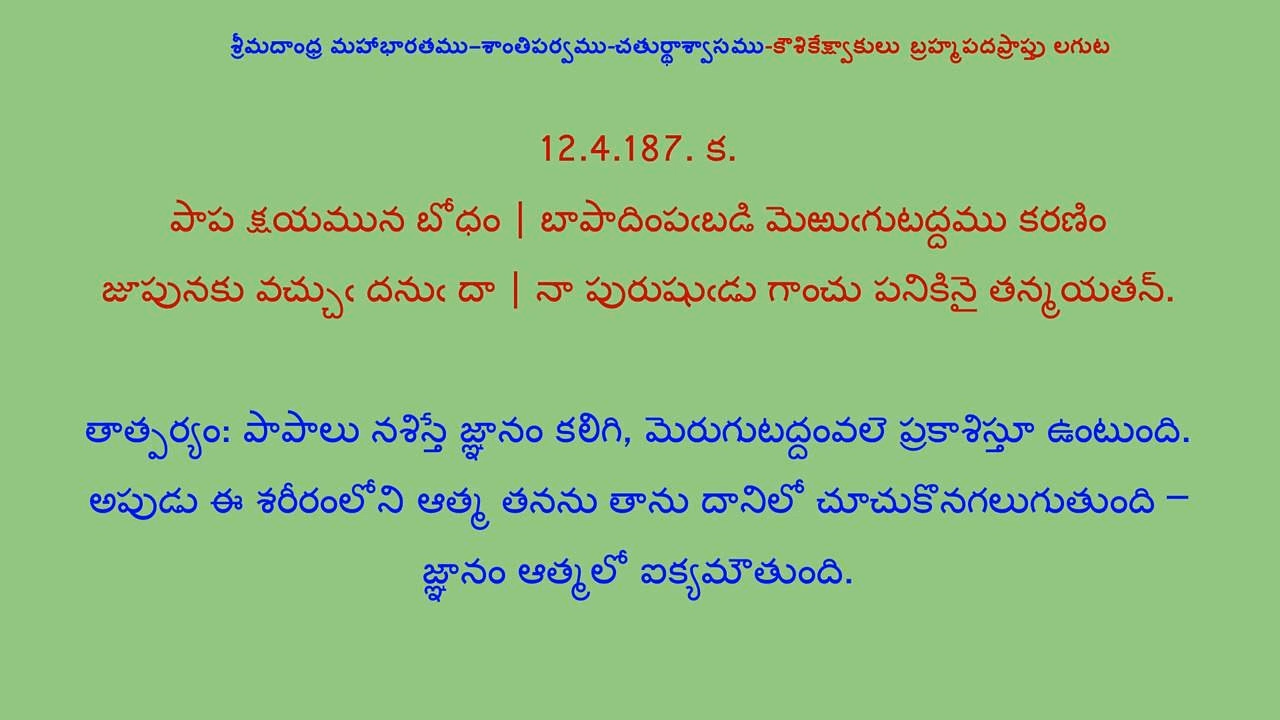 శ్రీమదాంధ్ర మహాభారతము–శాంతిపర్వము-చతుర్థాశ్వాసము-కౌశికేక్ష్వాకులు బ్రహ్మపదప్రాప్తు లగుట
12.4.187. క.
పాప క్షయమున బోధం | బాపాదింపఁబడి మెఱుఁగుటద్దము కరణిం
జూపునకు వచ్చుఁ దనుఁ దా | నా పురుషుఁడు గాంచు పనికినై తన్మయతన్.
తాత్పర్యం: పాపాలు నశిస్తే జ్ఞానం కలిగి, మెరుగుటద్దంవలె ప్రకాశిస్తూ ఉంటుంది.
అపుడు ఈ శరీరంలోని ఆత్మ తనను తాను దానిలో చూచుకొనగలుగుతుంది –
జ్ఞానం ఆత్మలో ఐక్యమౌతుంది.